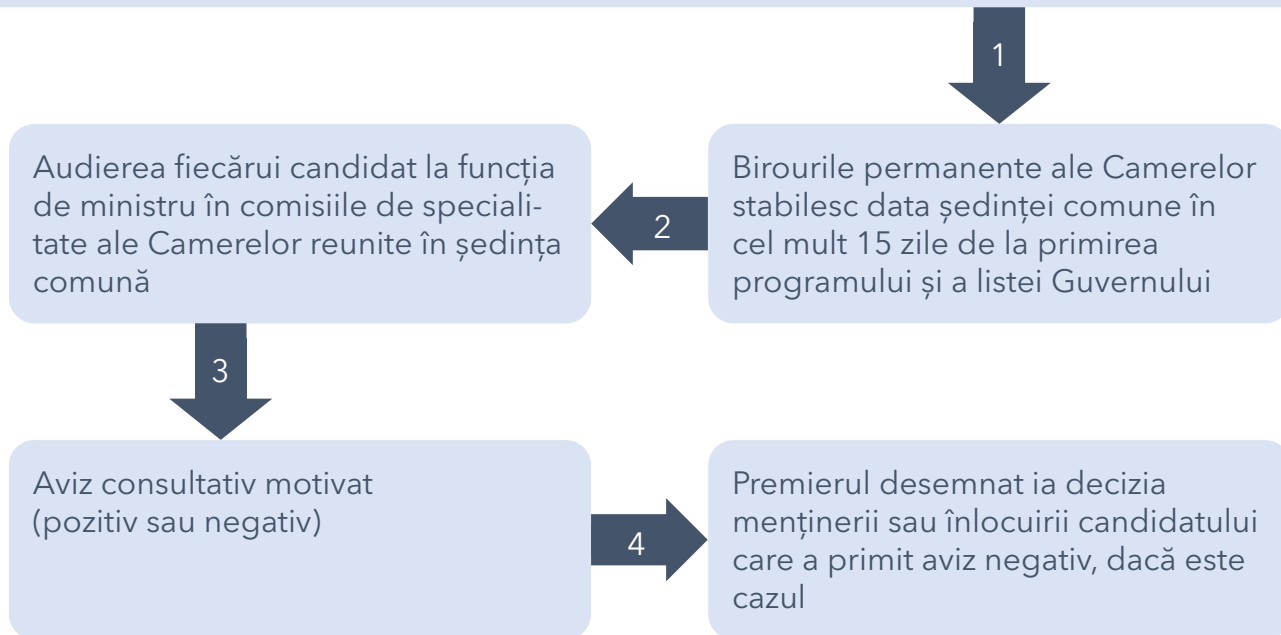 1
Birourile permanente ale Camerelor
stabilesc data ședinței comune în
cel mult 15 zile de la primirea
programului și a listei Guvernului
2
Audierea fiecărui candidat la funcția
de ministru în comisiile de speciali-
tate ale Camerelor reunite în ședința
comună
3
Aviz consultativ motivat
(pozitiv sau negativ)
4
Premierul desemnat ia decizia
menținerii sau înlocuirii candidatului
care a primit aviz negativ, dacă este
cazul